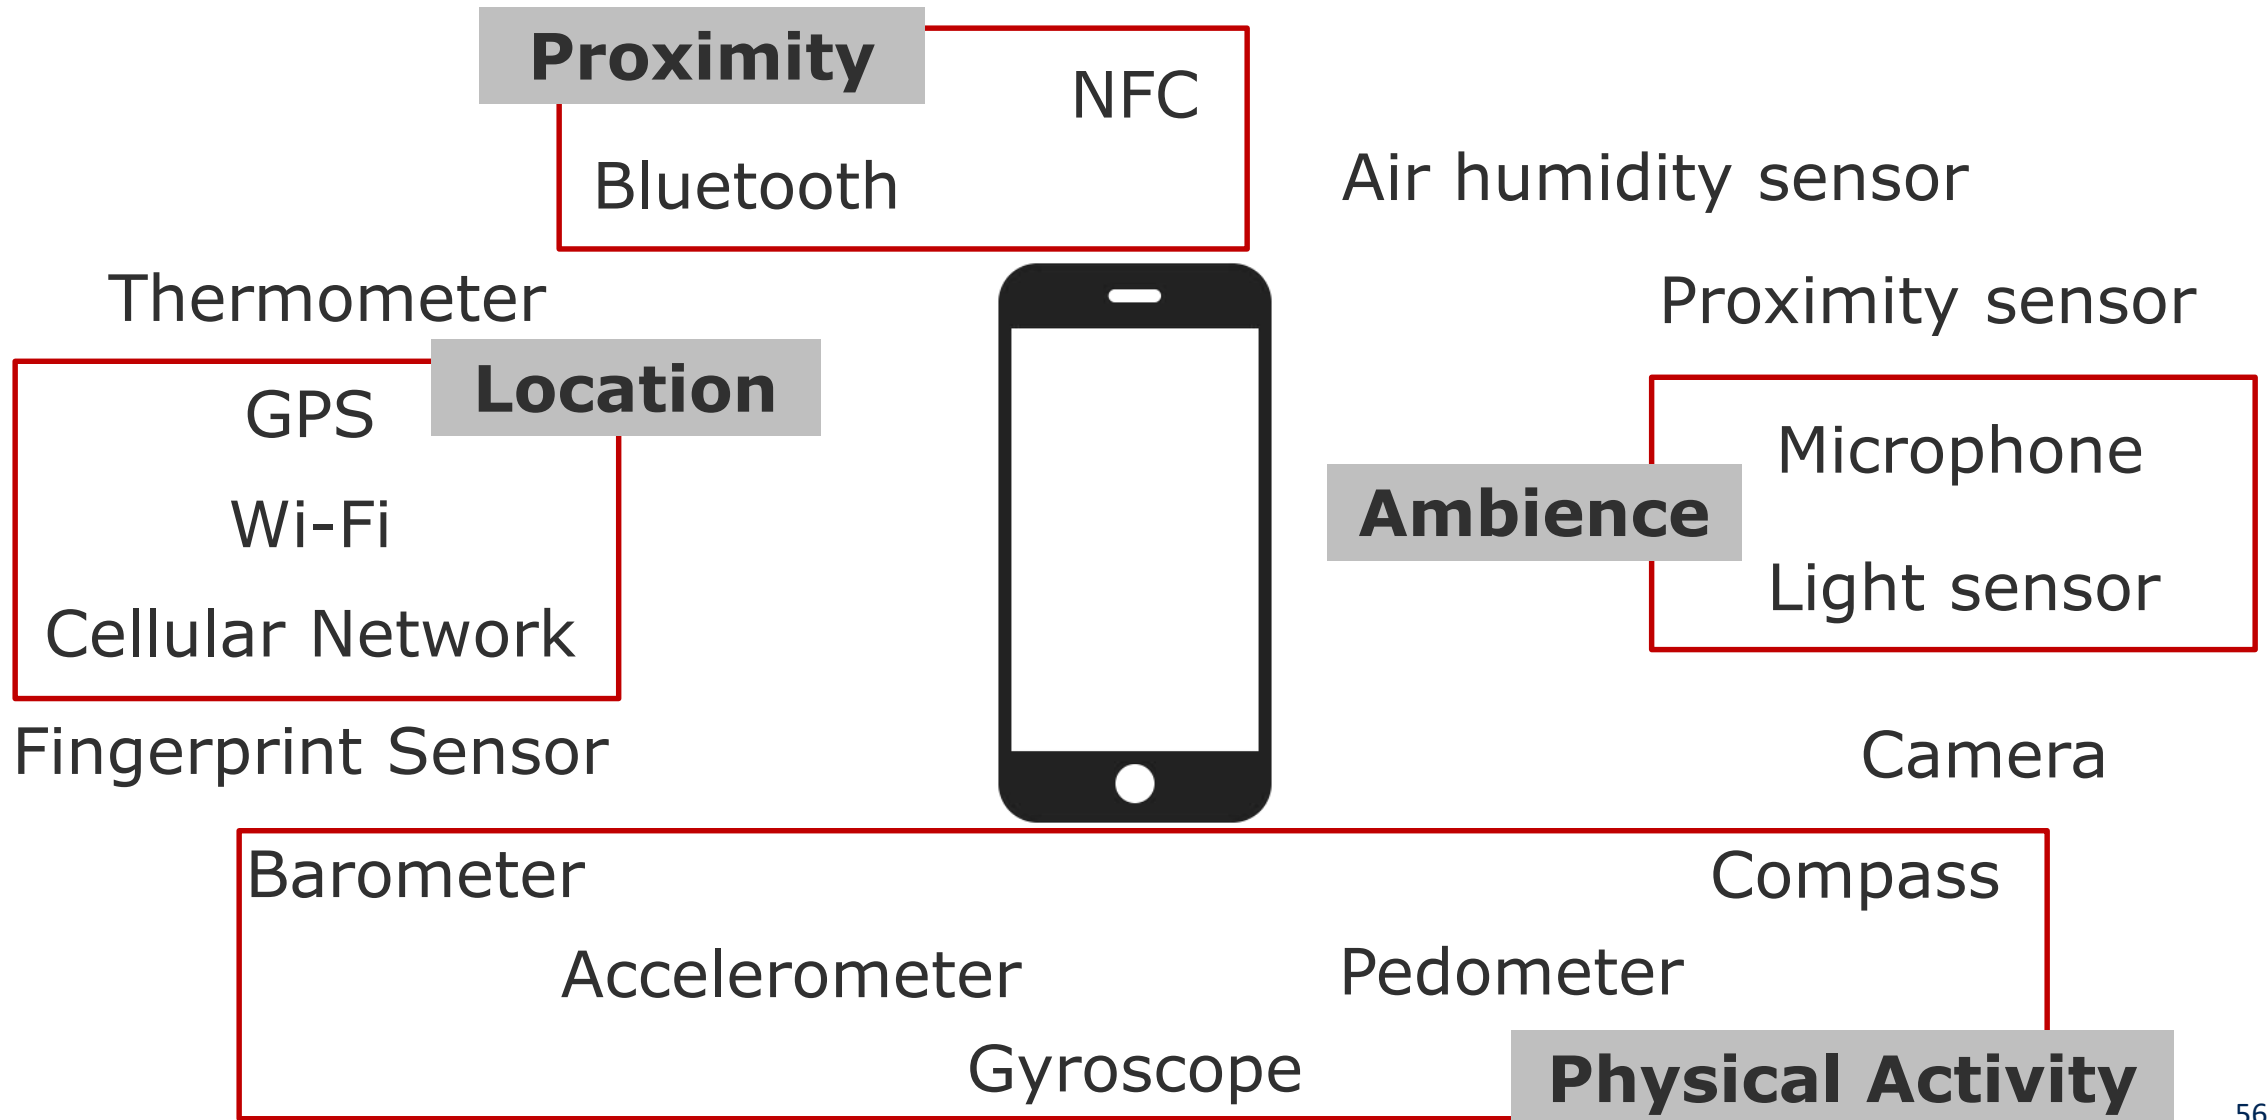 Proximity
NFC
Bluetooth
Air humidity sensor
Thermometer
Proximity sensor
Location
GPS
Wi-Fi
Cellular Network
Microphone
Ambience
Light sensor
Fingerprint Sensor
Camera
Barometer
Compass
Accelerometer
Pedometer
Gyroscope
Physical Activity
56